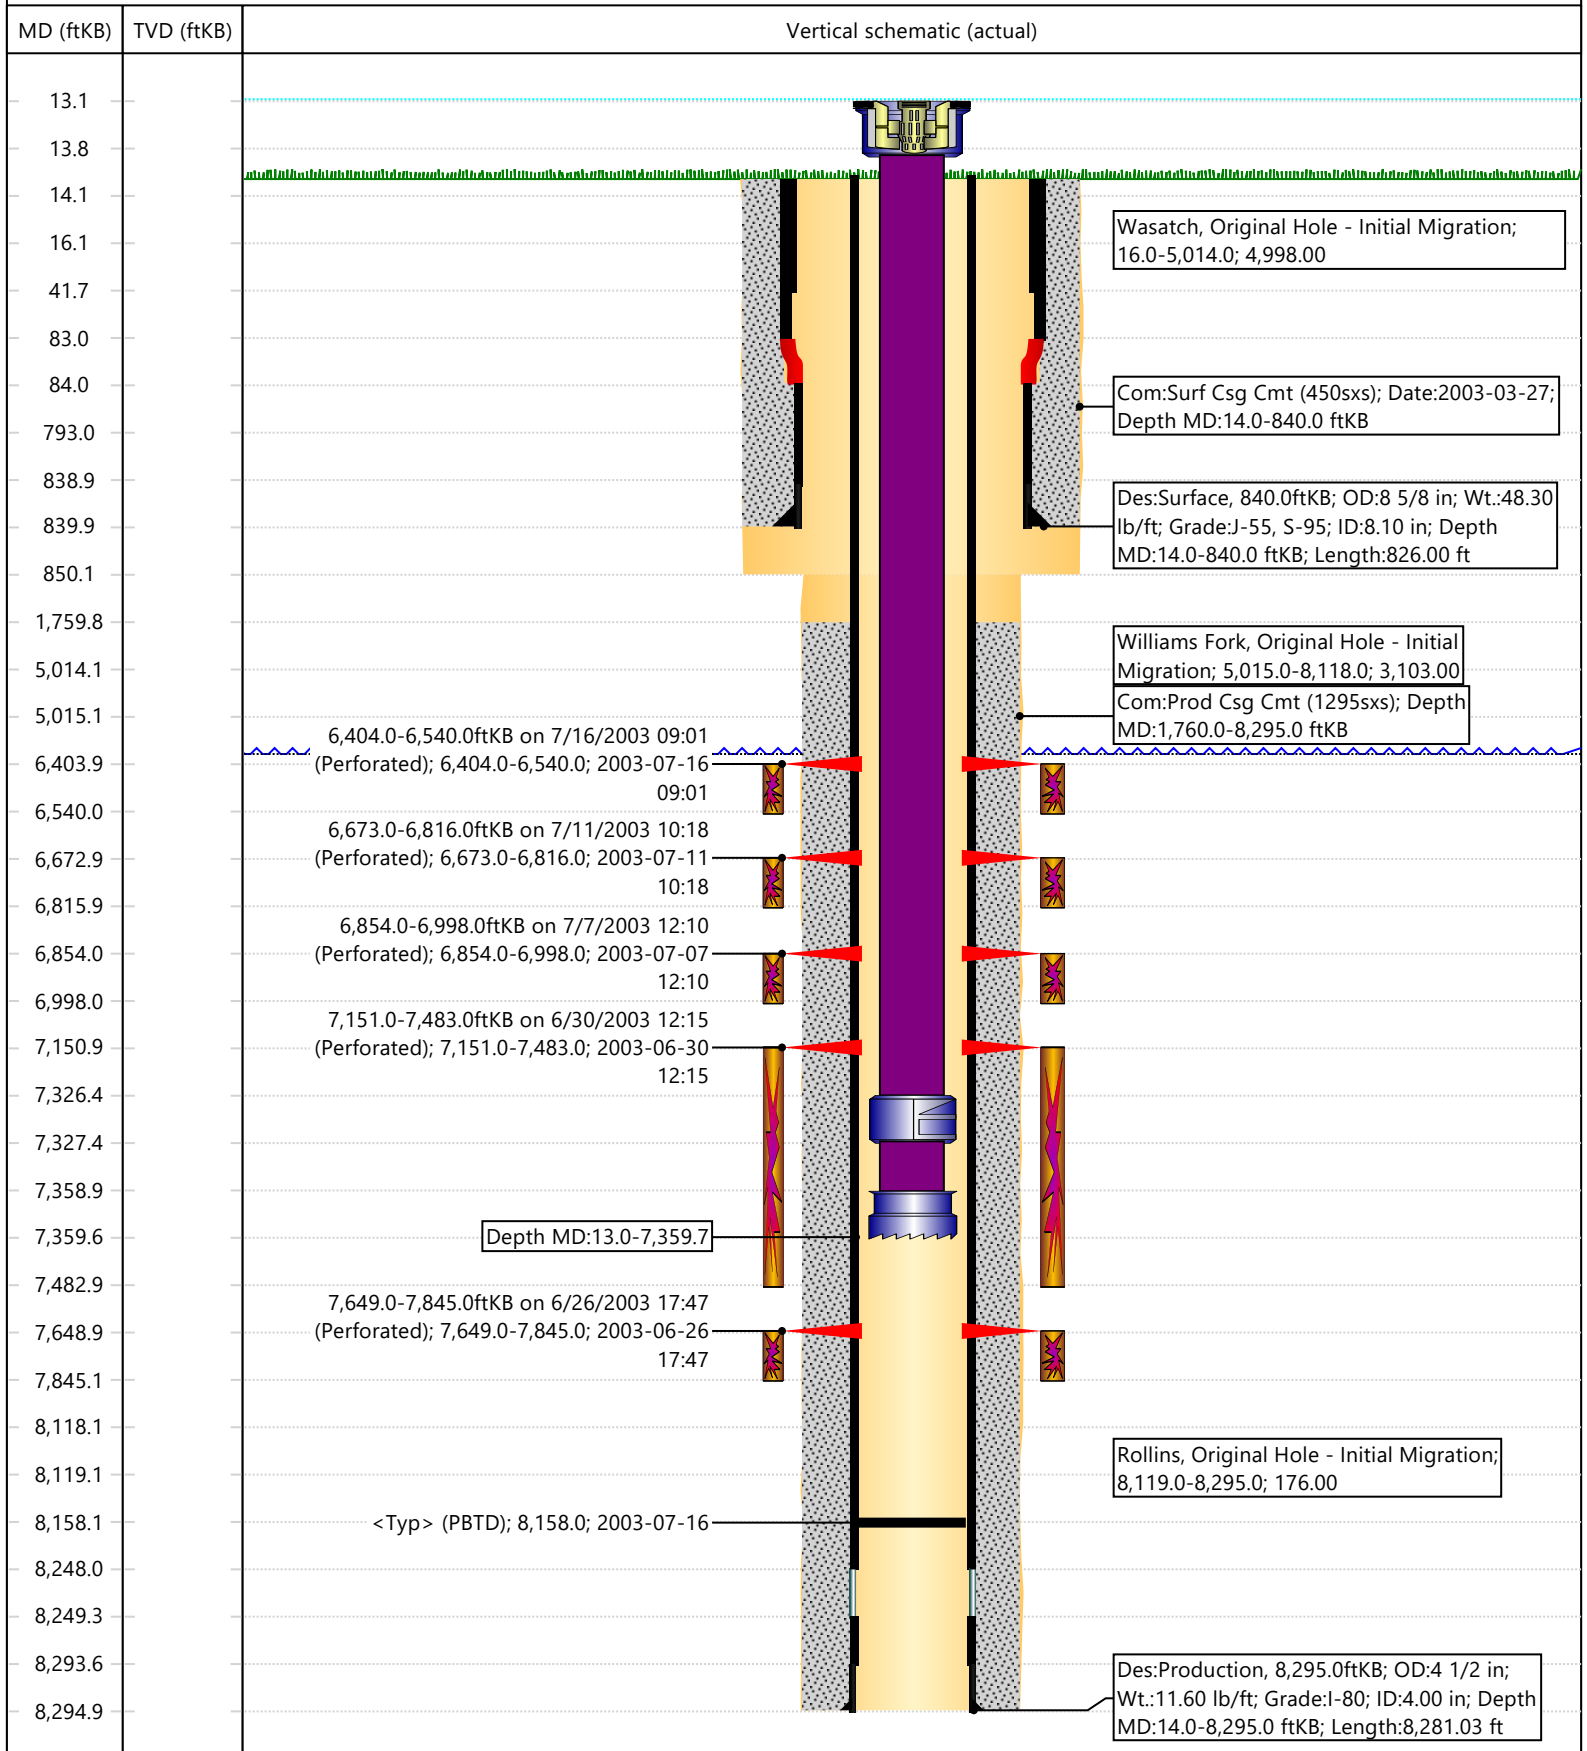 MD (ftKB)
TVD (ftKB)
Vertical schematic (actual)
13.1
13.8
14.1
16.1
41.7
83.0
84.0
793.0
838.9
839.9
850.1
1,759.8
5,014.1
5,015.1
6,403.9
6,540.0
6,672.9
6,815.9
6,854.0
6,998.0
7,150.9
7,326.4
7,327.4
7,358.9
7,359.6
7,482.9
7,648.9
7,845.1
8,118.1
8,119.1
8,158.1
8,248.0
8,249.3
8,293.6
8,294.9
6,404.0-6,540.0ftKB on 7/16/2003 09:01
(Perforated); 6,404.0-6,540.0; 2003-07-16
09:01
6,673.0-6,816.0ftKB on 7/11/2003 10:18
(Perforated); 6,673.0-6,816.0; 2003-07-11
10:18
6,854.0-6,998.0ftKB on 7/7/2003 12:10
(Perforated); 6,854.0-6,998.0; 2003-07-07
12:10
7,151.0-7,483.0ftKB on 6/30/2003 12:15
(Perforated); 7,151.0-7,483.0; 2003-06-30
12:15
Depth MD:13.0-7,359.7
7,649.0-7,845.0ftKB on 6/26/2003 17:47
(Perforated); 7,649.0-7,845.0; 2003-06-26
17:47
<Typ> (PBTD); 8,158.0; 2003-07-16
Wasatch, Original Hole - Initial Migration;
16.0-5,014.0; 4,998.00
Com:Surf Csg Cmt (450sxs); Date:2003-03-27;
Depth MD:14.0-840.0 ftKB
Des:Surface, 840.0ftKB; OD:8 5/8 in; Wt.:48.30
lb/ft; Grade:J-55, S-95; ID:8.10 in; Depth
MD:14.0-840.0 ftKB; Length:826.00 ft
Williams Fork, Original Hole - Initial
Migration; 5,015.0-8,118.0; 3,103.00
Com:Prod Csg Cmt (1295sxs); Depth
MD:1,760.0-8,295.0 ftKB
Rollins, Original Hole - Initial Migration;
8,119.0-8,295.0; 176.00
Des:Production, 8,295.0ftKB; OD:4 1/2 in;
Wt.:11.60 lb/ft; Grade:I-80; ID:4.00 in; Depth
MD:14.0-8,295.0 ftKB; Length:8,281.03 ft